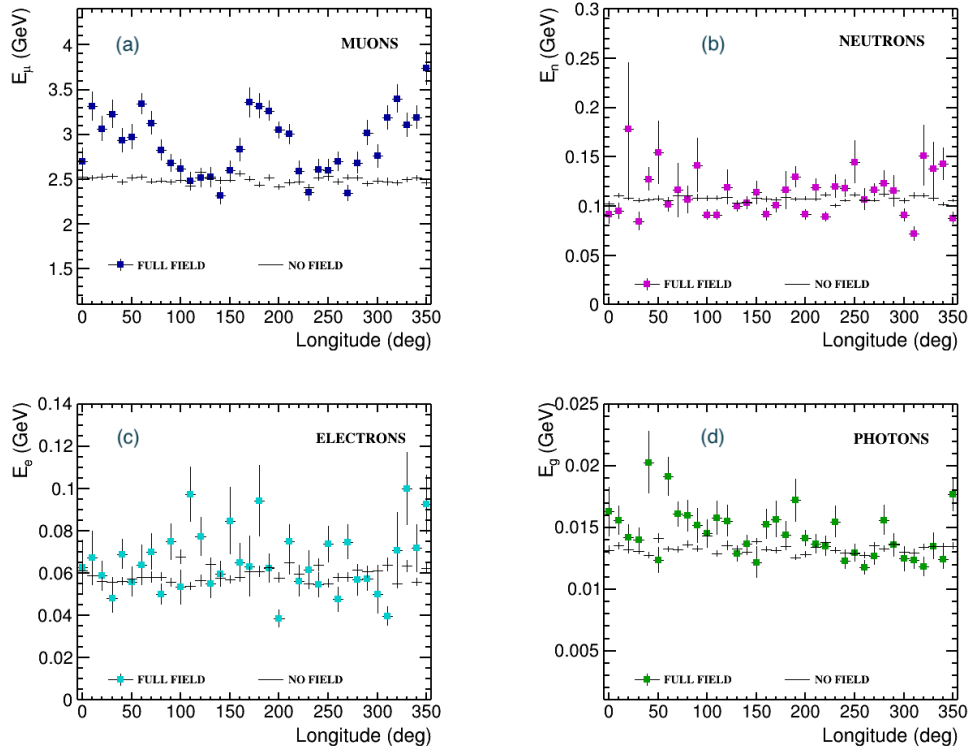 (a)
MUONS
E_μ (GeV)
4
3.5
3
2.5
2
1.5
FULL FIELD
NO FIELD
0 50 100 150 200 250 300 350
Longitude (deg)
(b)
NEUTRONS
E_n (GeV)
0.3
0.25
0.2
0.15
0.1
0.05
0
FULL FIELD
NO FIELD
0 50 100 150 200 250 300 350
Longitude (deg)
(c)
ELECTRONS
E_e (GeV)
0.14
0.12
0.1
0.08
0.06
0.04
0.02
0
FULL FIELD
NO FIELD
0 50 100 150 200 250 300 350
Longitude (deg)
(d)
PHOTONS
E_g (GeV)
0.025
0.02
0.015
0.01
0.005
FULL FIELD
NO FIELD
0 50 100 150 200 250 300 350
Longitude (deg)